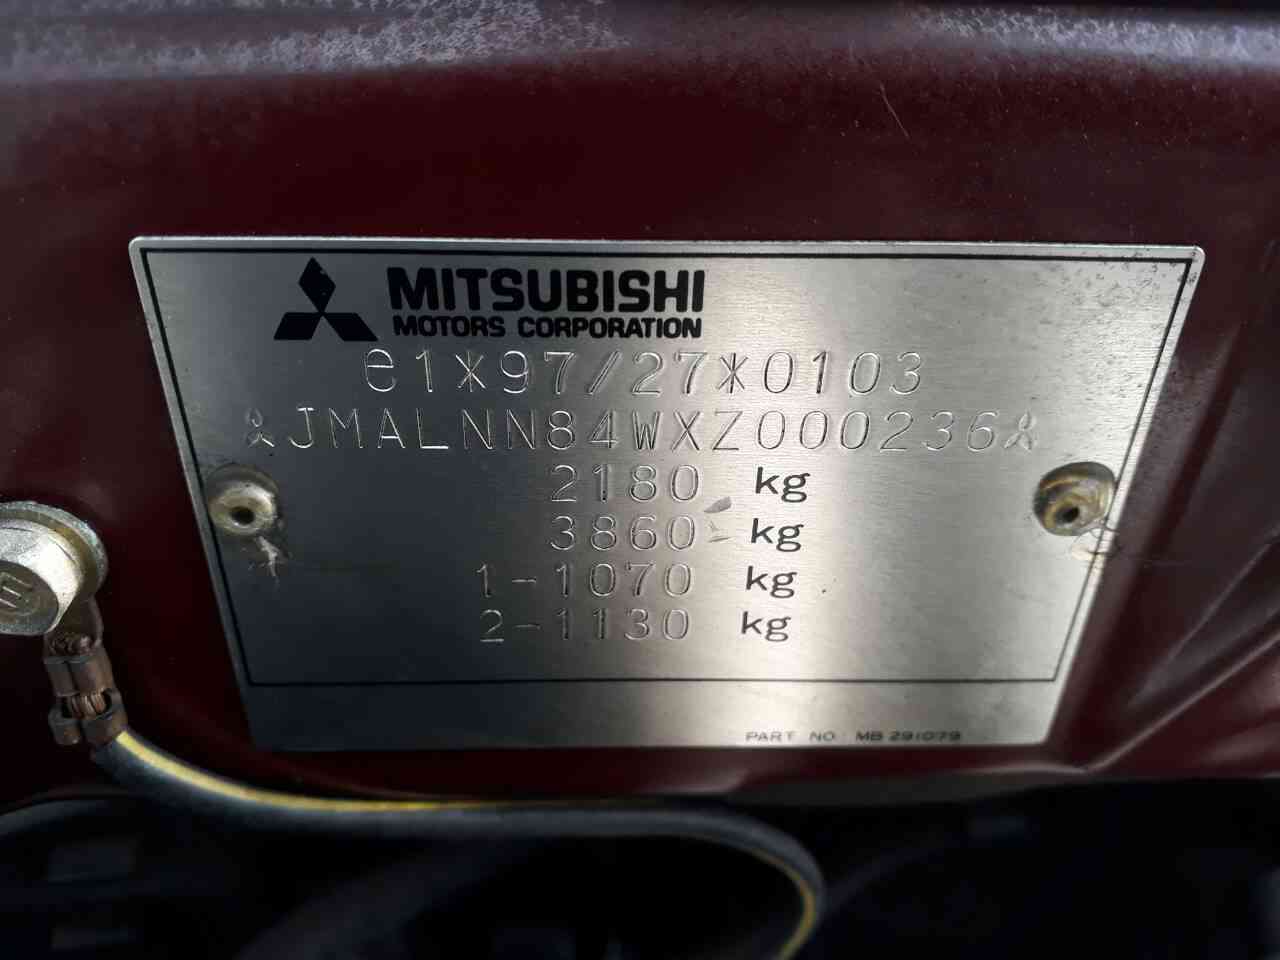 MITSUBISHI
MOTORS CORPORATION
e1*97/27*0103
JMALNN84WXZ000236
2180 kg
3860 kg
1-1070 kg
2-1130 kg
PART NO. MB 291079